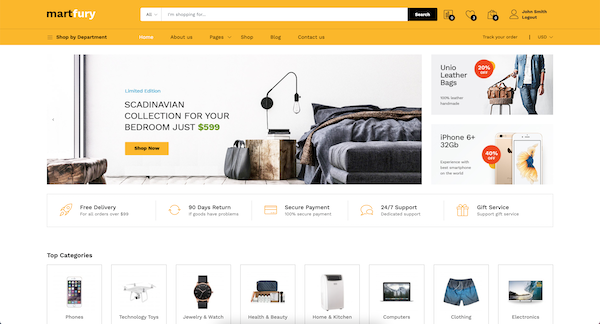 martfury
All
I'm shopping for...
Search
0
0
0
John Smith
Logout
Shop by Department
Home
About us
Pages
Shop
Blog
Contact us
Track your order
USD
Limited Edition
SCADINAVIAN
COLLECTION FOR YOUR
BEDROOM JUST $599
Shop Now
Unio
Leather
Bags
100% leather
handmade
20%
OFF
iPhone 6+
32Gb
Experience with
best smartphone
on the world
40%
OFF
Free Delivery
For all orders over $99
90 Days Return
If goods have problems
Secure Payment
100% secure payment
24/7 Support
Dedicated support
Gift Service
Support gift service
Top Categories
Phones
Technology Toys
Jewelry & Watch
Health & Beauty
Home & Kitchen
Computers
Clothing
Electronics